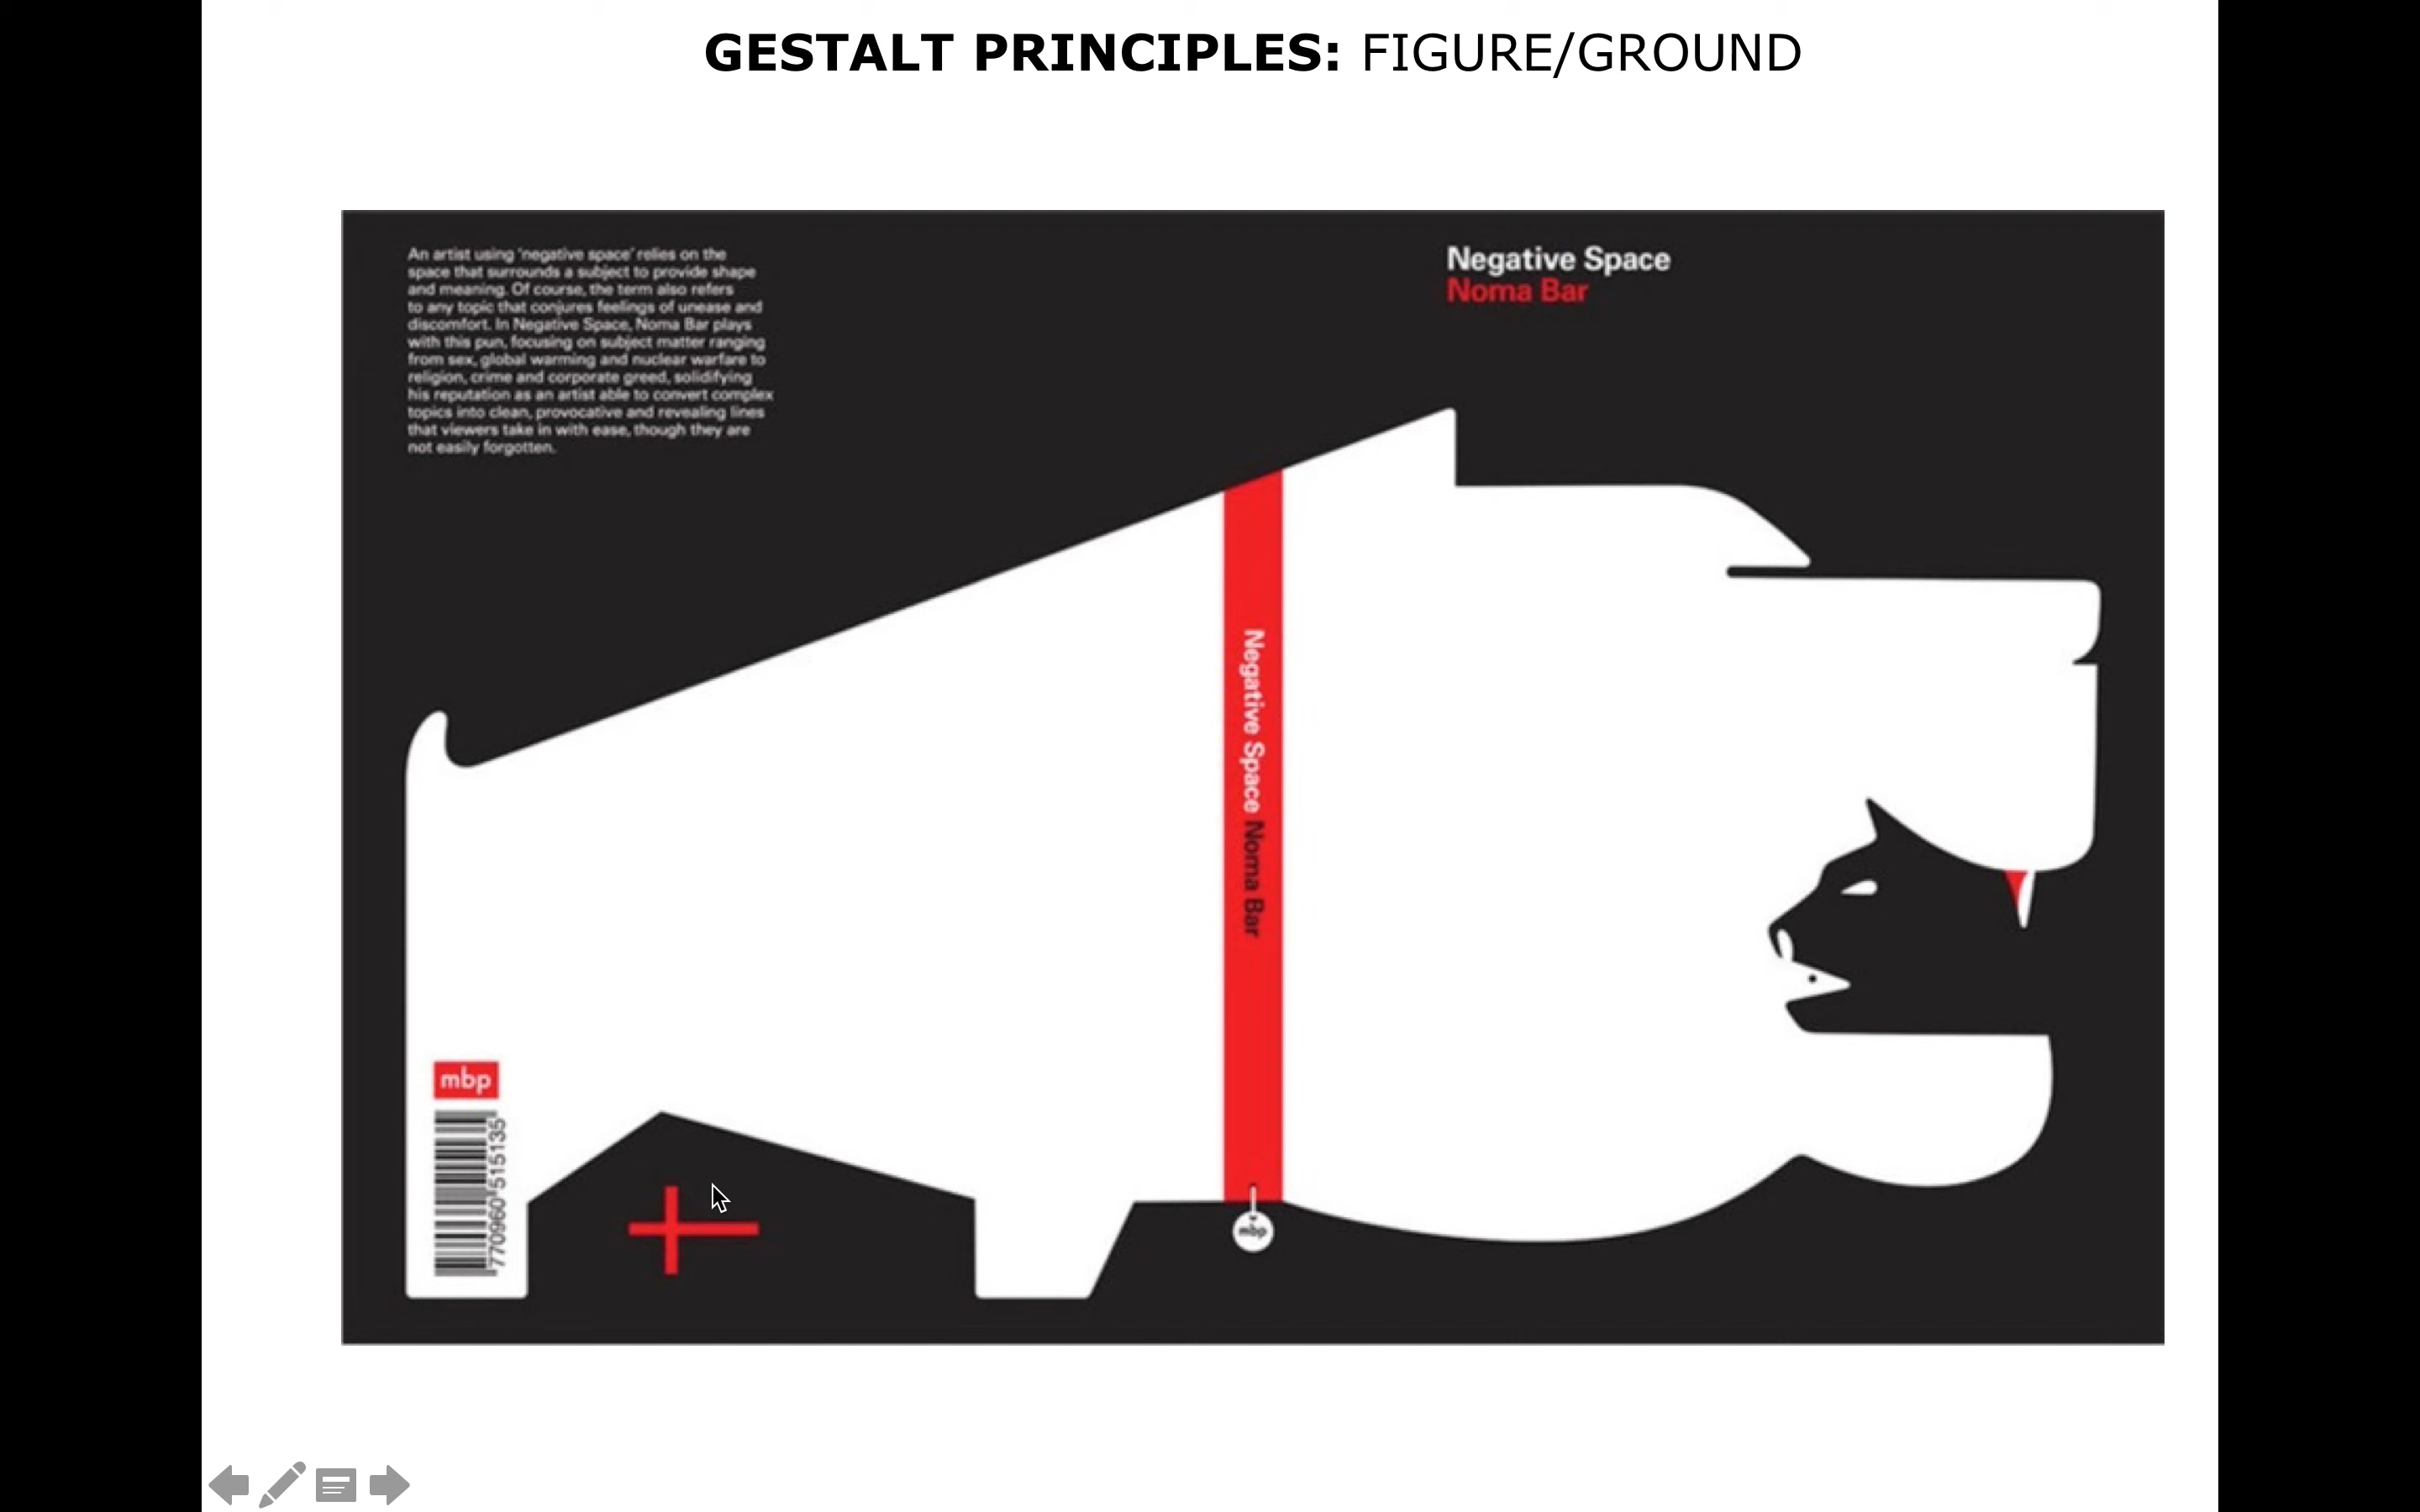 GESTALT PRINCIPLES: FIGURE/GROUND
An artist using 'negative space' relies on the
space that surrounds a subject to provide shape
and meaning. Of course, the term also refers
to any topic that conjures feelings of unease and
discomfort. In Negative Space, Noma Bar plays
with this pun, focusing on subject matter ranging
from sex, global warming and nuclear warfare to
religion, crime and corporate greed, solidifying
his reputation as an artist able to convert complex
topics into clean, provocative and revealing lines
that viewers take in with ease, though they are
not easily forgotten.
Negative Space
Noma Bar
Negative Space Noma Bar
mbp
770960 515135
mbp